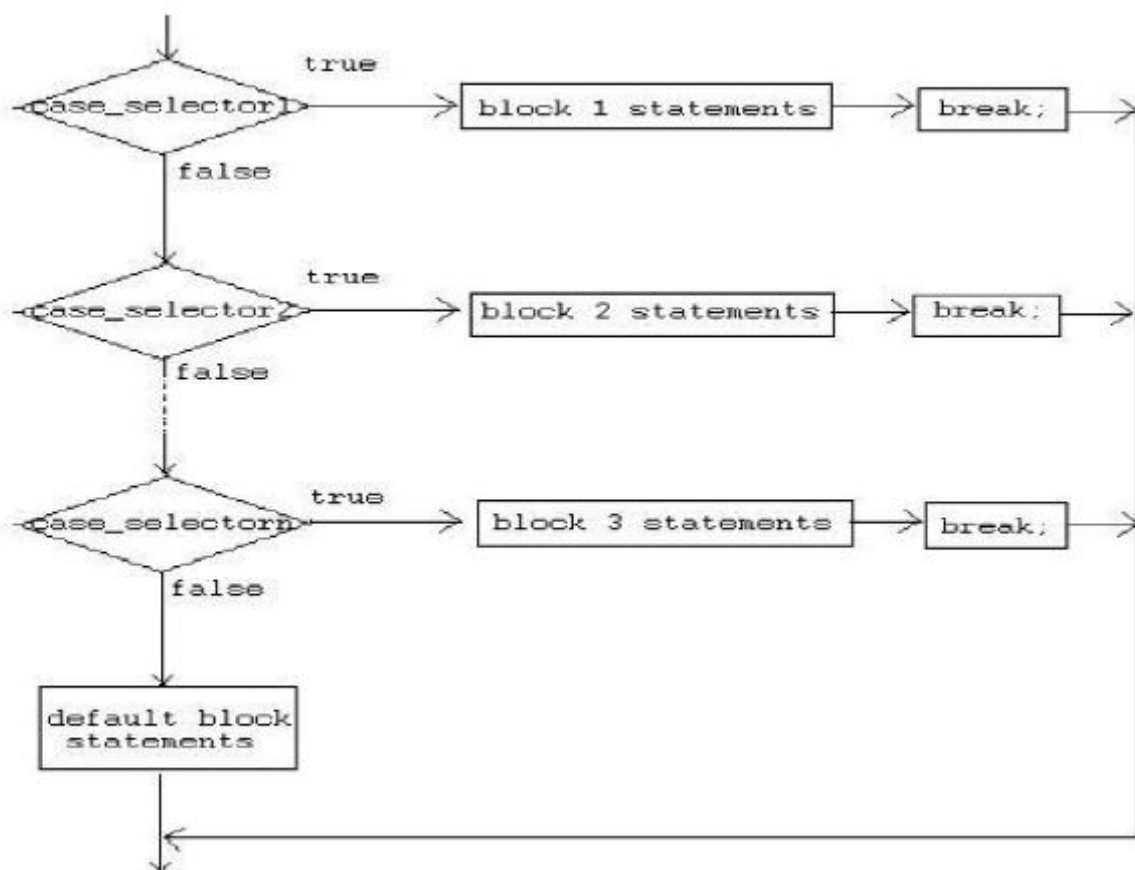 true
case_selector1
block 1 statements
break;
false
true
case_selector2
block 2 statements
break;
false
true
case_selectorn
block 3 statements
break;
false
default block
statements